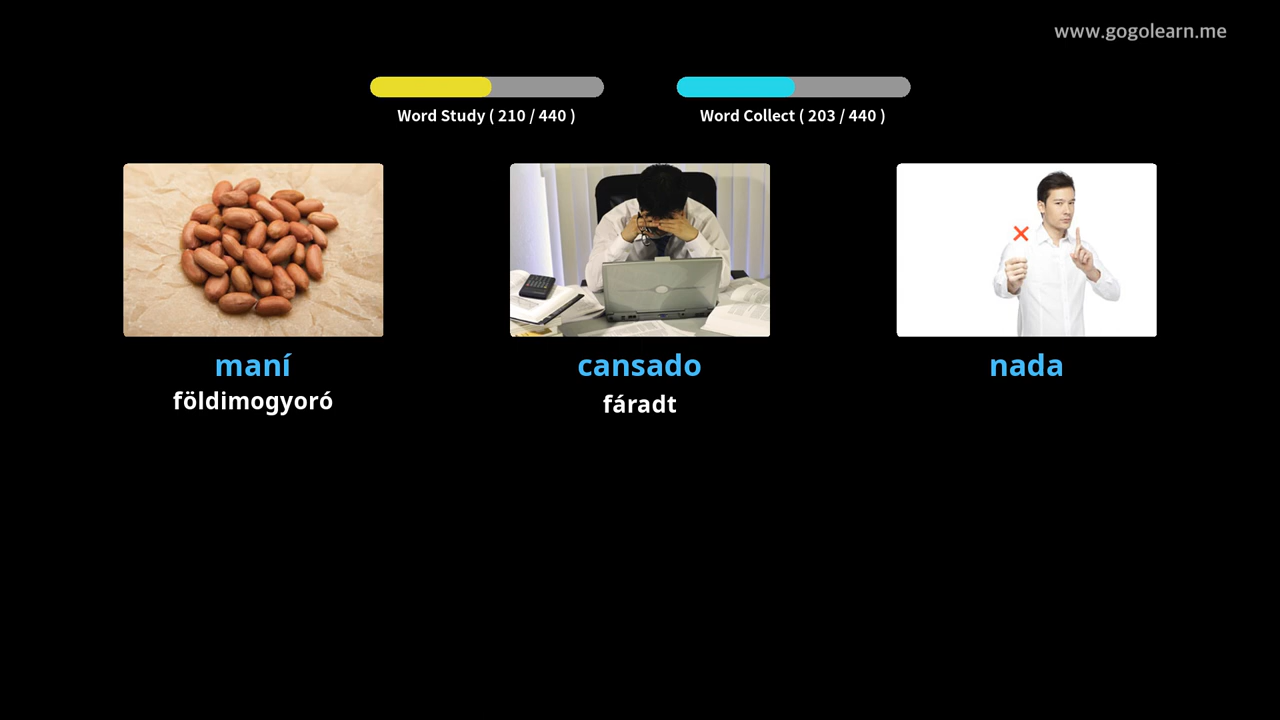 www.gogolearn.me
Word Study ( 210 / 440 )
Word Collect ( 203 / 440 )
maní
cansado
nada
földimogyoró
fáradt